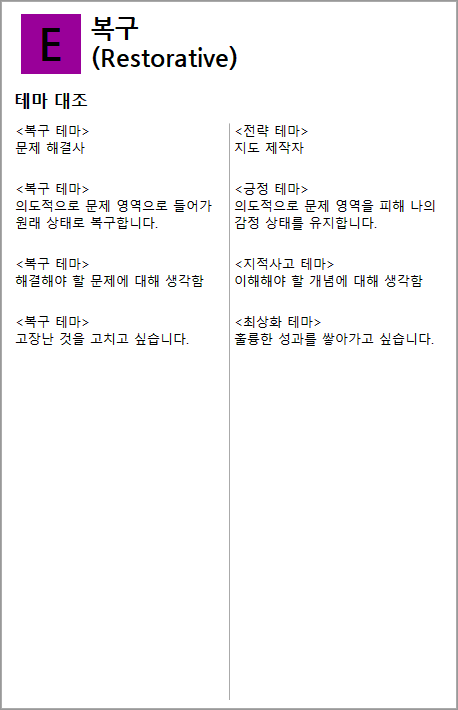 E
복구
(Restorative)
테마 대조
<복구 테마>
문제 해결사
<전략 테마>
지도 제작자
<복구 테마>
의도적으로 문제 영역으로 들어가
원래 상태로 복구합니다.
<긍정 테마>
의도적으로 문제 영역을 피해 나의
감정 상태를 유지합니다.
<복구 테마>
해결해야 할 문제에 대해 생각함
<지적사고 테마>
이해해야 할 개념에 대해 생각함
<복구 테마>
고장난 것을 고치고 싶습니다.
<최상화 테마>
훌륭한 성과를 쌓아가고 싶습니다.